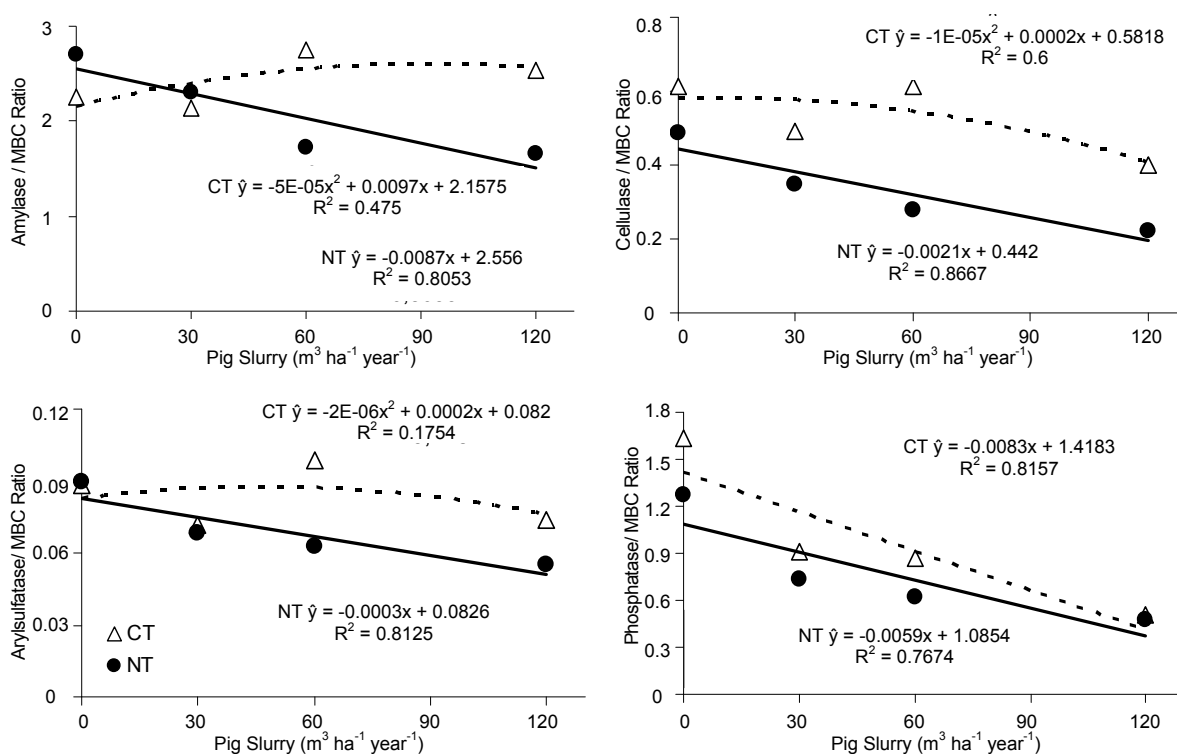 3
2
1
0
Amylase / MBC Ratio
CT ŷ = -5E-05x² + 0.0097x + 2.1575
R² = 0.475
NT ŷ = -0.0087x + 2.556
R² = 0.8053
0 30 60 90 120
Pig Slurry (m³ ha⁻¹ year⁻¹)
0.8
0.6
0.4
0.2
0
Cellulase / MBC Ratio
CT ŷ = -1E-05x² + 0.0002x + 0.5818
R² = 0.6
NT ŷ = -0.0021x + 0.442
R² = 0.8667
0 30 60 90 120
Pig Slurry (m³ ha⁻¹ year⁻¹)
0.12
0.09
0.06
0.03
0
Arylsulfatase/ MBC Ratio
CT ŷ = -2E-06x² + 0.0002x + 0.082
R² = 0.1754
NT ŷ = -0.0003x + 0.0826
R² = 0.8125
CT
NT
0 30 60 90 120
Pig Slurry (m³ ha⁻¹ year⁻¹)
1.8
1.5
1.2
0.9
0.6
0.3
0
Phosphatase/ MBC Ratio
CT ŷ = -0.0083x + 1.4183
R² = 0.8157
NT ŷ = -0.0059x + 1.0854
R² = 0.7674
0 30 60 90 120
Pig Slurry (m³ ha⁻¹ year⁻¹)